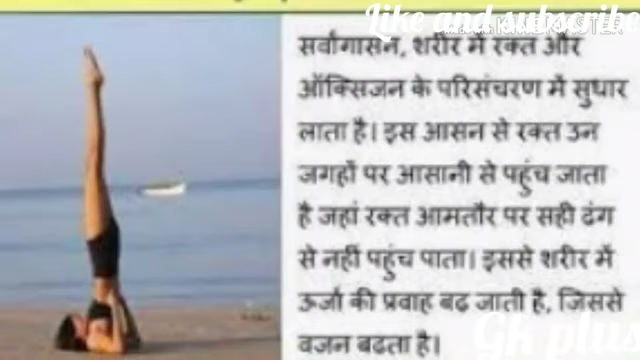 Like and subscribe
सर्वांगासन, शरीर में रक्त और
ऑक्सिजन के परिसंचरण में सुधार
लाता है। इस आसन से रक्त उन
जगहों पर आसानी से पहुंच जाता
है जहां रक्त आमतौर पर सही ढंग
से नहीं पहुंच पाता। इससे शरीर में
ऊर्जा की प्रवाह बढ़ जाती है, जिससे
वजन बढ़ता है।
Gk plus